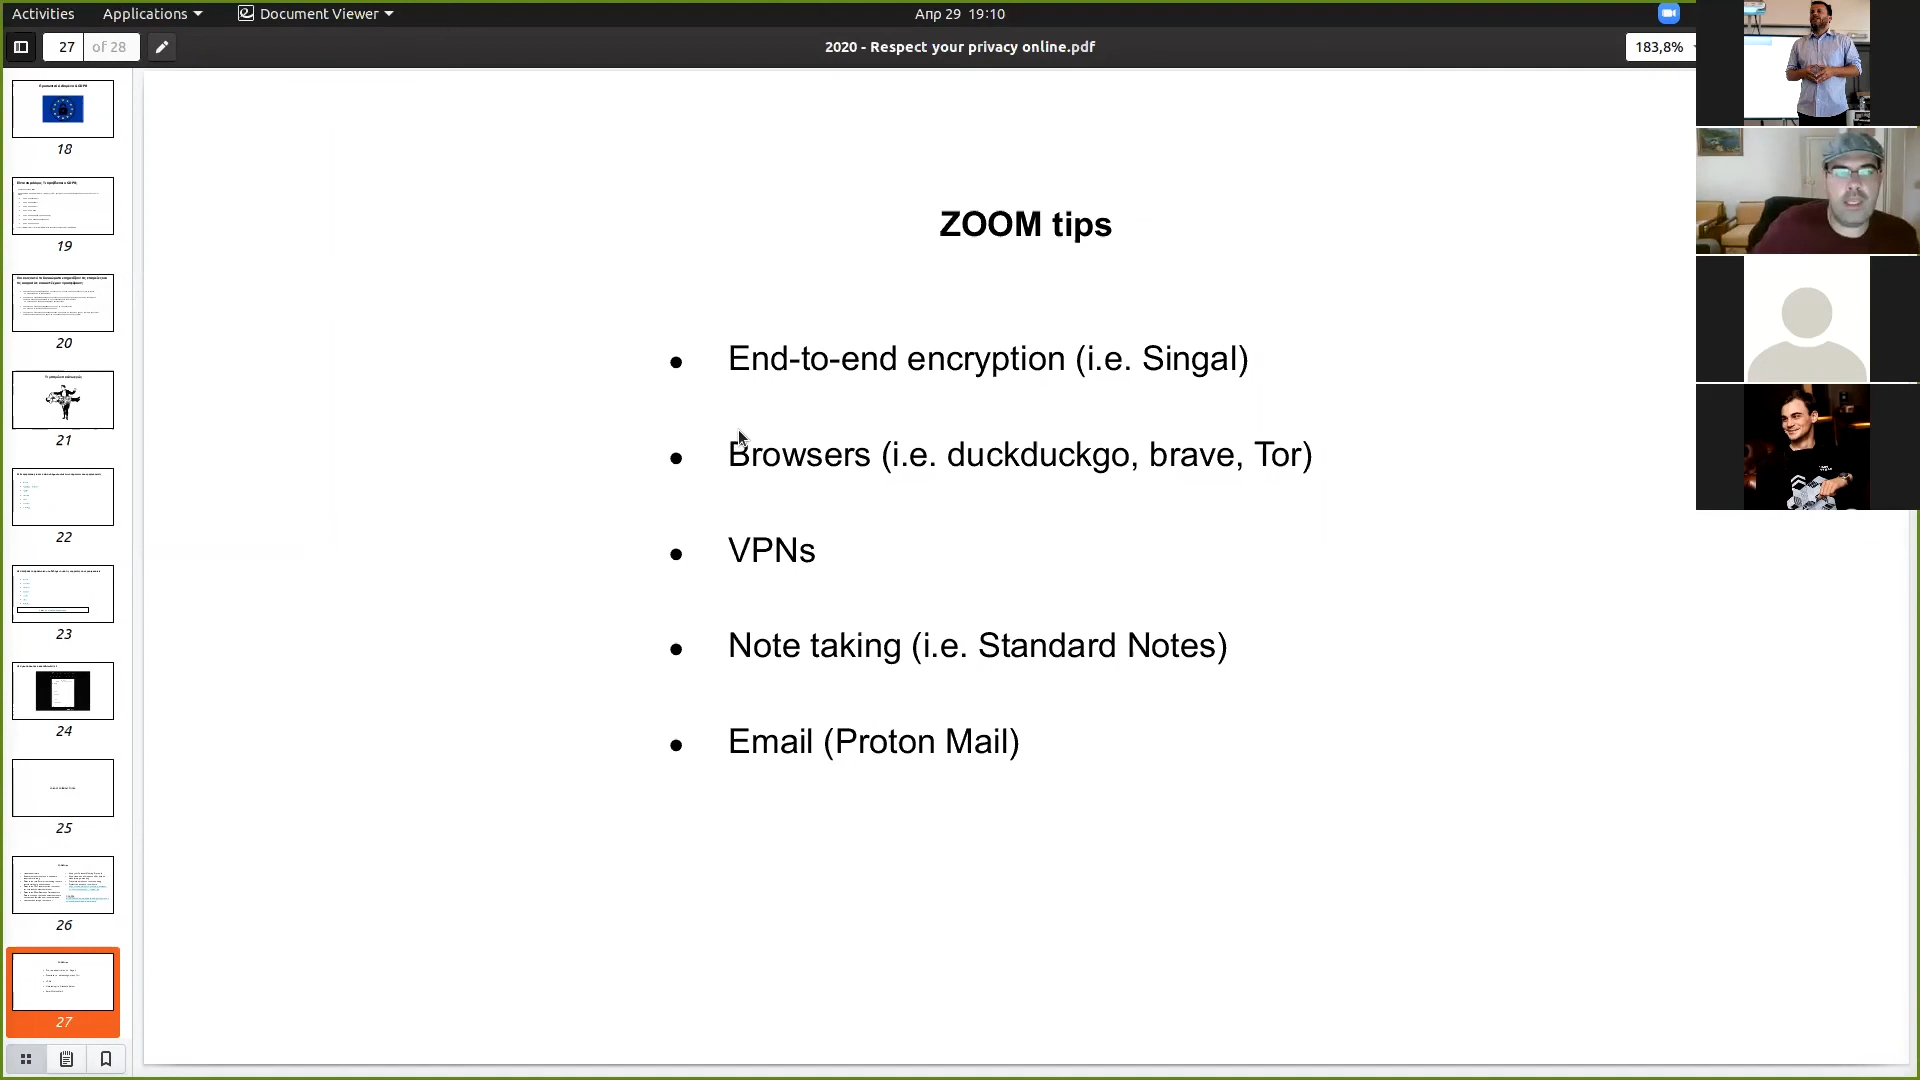 Activities Applications Document Viewer Απρ 29 19:10
27 of 28 2020 - Respect your privacy online.pdf 183,8%
18
19
20
21
22
23
24
25
26
27
ZOOM tips
● End-to-end encryption (i.e. Singal)
● Browsers (i.e. duckduckgo, brave, Tor)
● VPNs
● Note taking (i.e. Standard Notes)
● Email (Proton Mail)